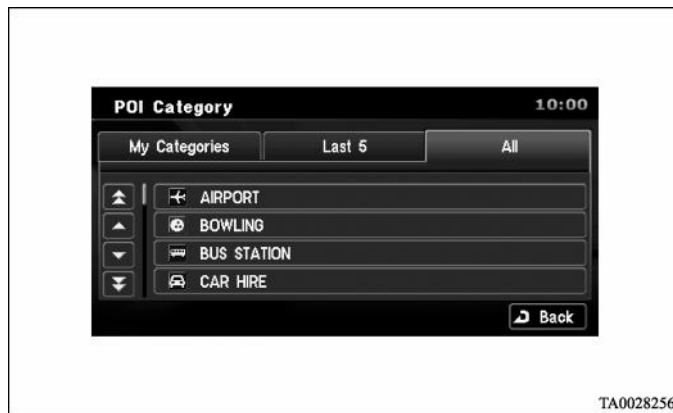 POI Category 10:00
My Categories Last 5 All
AIRPORT
BOWLING
BUS STATION
CAR HIRE
Back
TA0028256